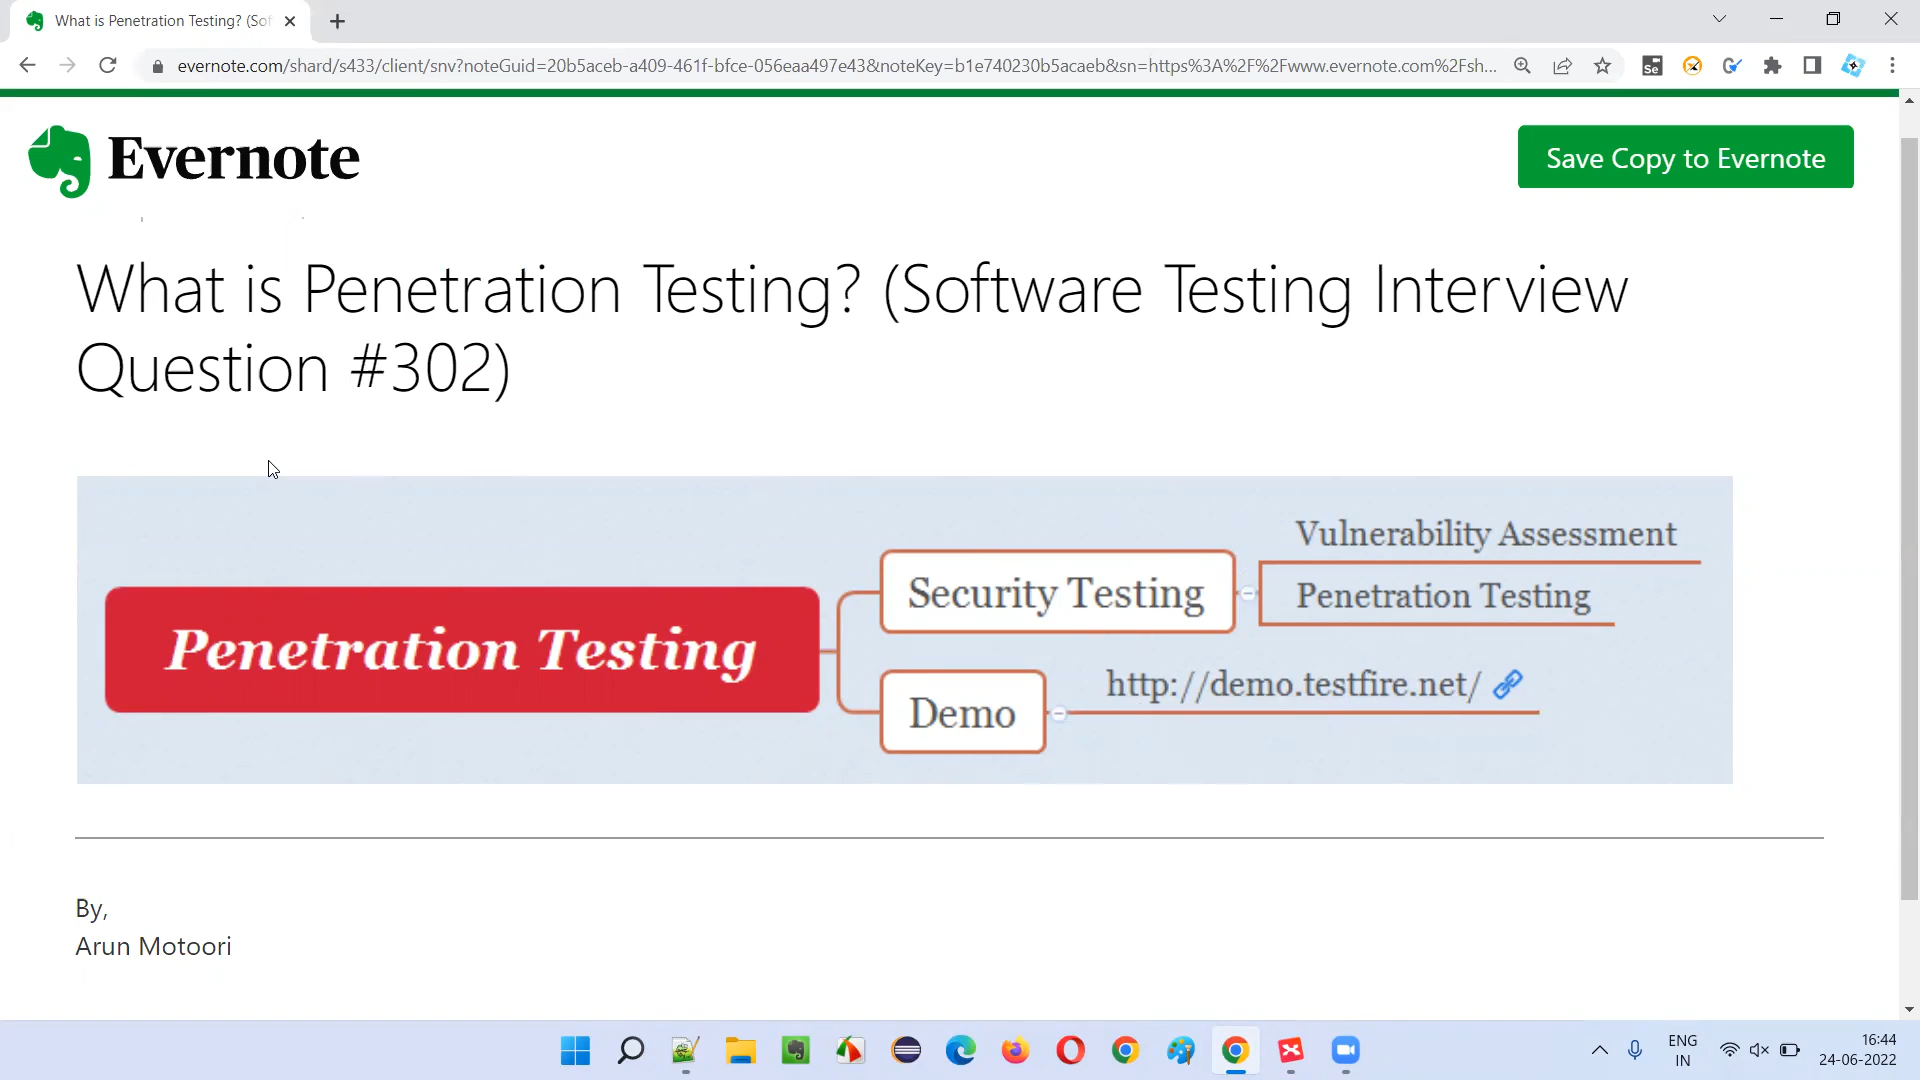 What is Penetration Testing? (Sof
evernote.com/shard/s433/client/snv?noteGuid=20b5aceb-a409-461f-bfce-056eaa497e43&noteKey=b1e740230b5acaeb&sn=https%3A%2F%2Fwww.evernote.com%2Fsh...
Evernote
Save Copy to Evernote
What is Penetration Testing? (Software Testing Interview
Question #302)
Vulnerability Assessment
Security Testing
Penetration Testing
Penetration Testing
http://demo.testfire.net/
Demo
By,
Arun Motoori
ENG
IN
16:44
24-06-2022